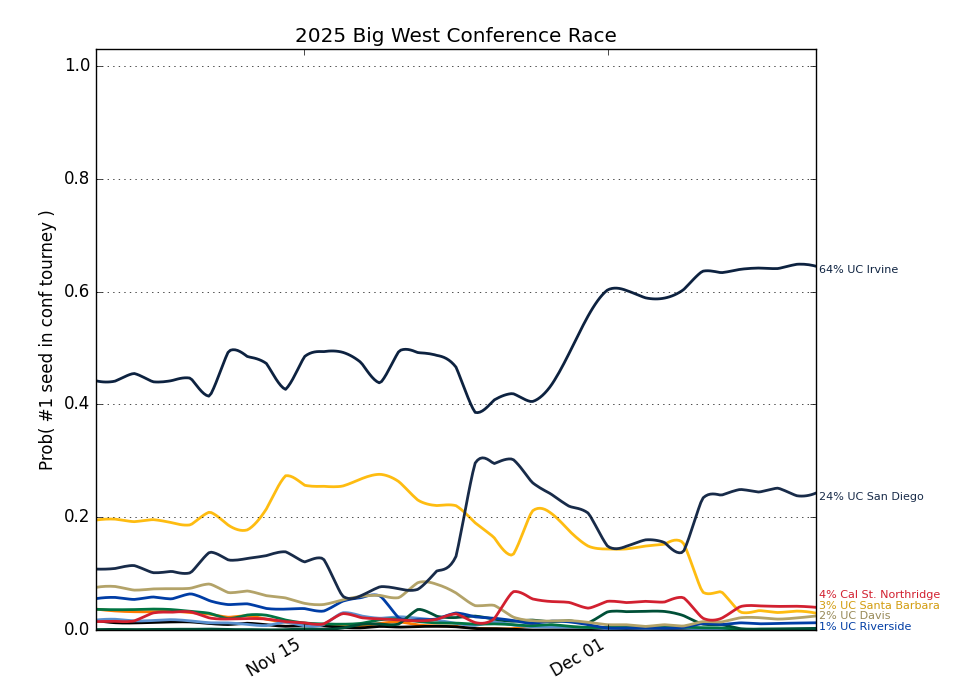 2025 Big West Conference Race
Prob( #1 seed in conf tourney )
1.0
0.8
0.6
0.4
0.2
0.0
Nov 15
Dec 01
64% UC Irvine
24% UC San Diego
4% Cal St. Northridge
3% UC Santa Barbara
2% UC Davis
1% UC Riverside